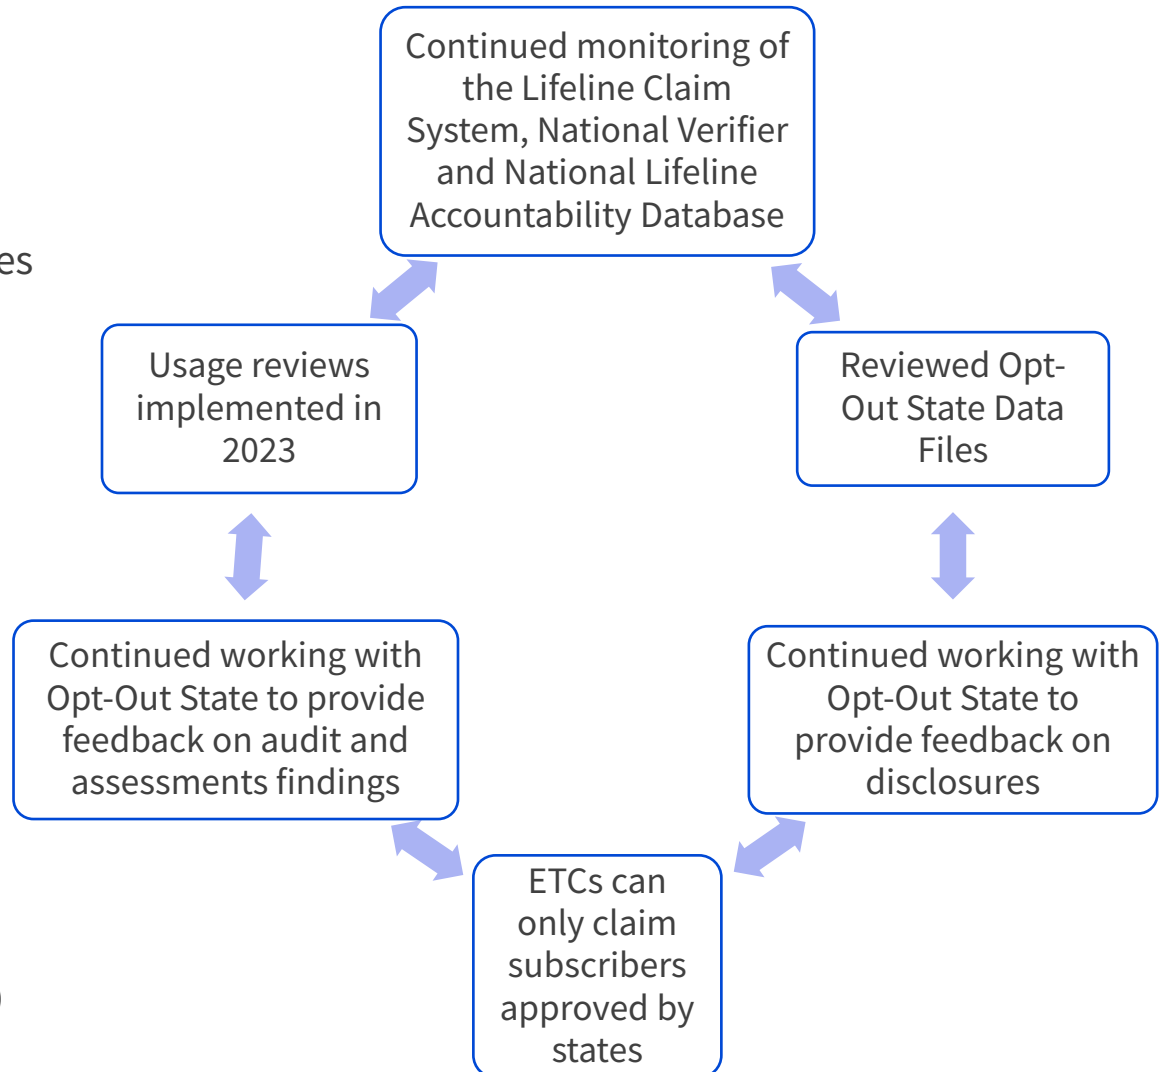 Continued monitoring of
the Lifeline Claim
System, National Verifier
and National Lifeline
Accountability Database
es
Usage reviews
implemented in
2023
Reviewed Opt-
Out State Data
Files
Continued working with
Opt-Out State to provide
feedback on audit and
assessments findings
Continued working with
Opt-Out State to
provide feedback on
disclosures
ETCs can
only claim
subscribers
approved by
states
)